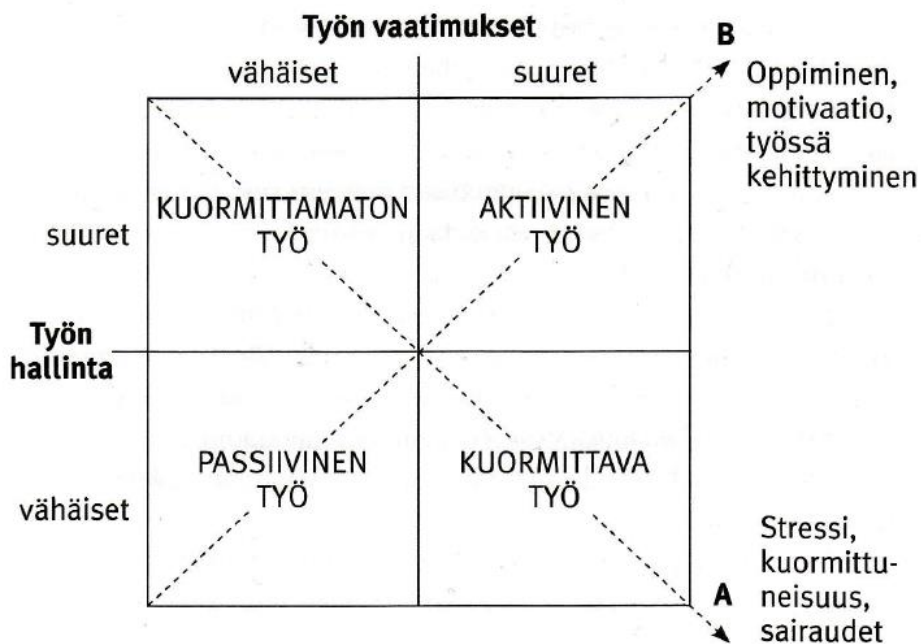 Työn vaatimukset
vähäiset
suuret
B
Oppiminen,
motivaatio,
työssä
kehittyminen
KUORMITTAMATON
TYÖ
AKTIIVINEN
TYÖ
suuret
Työn
hallinta
PASSIIVINEN
TYÖ
KUORMITTAVA
TYÖ
vähäiset
Stressi,
kuormittu-
neisuus,
sairaudet
A